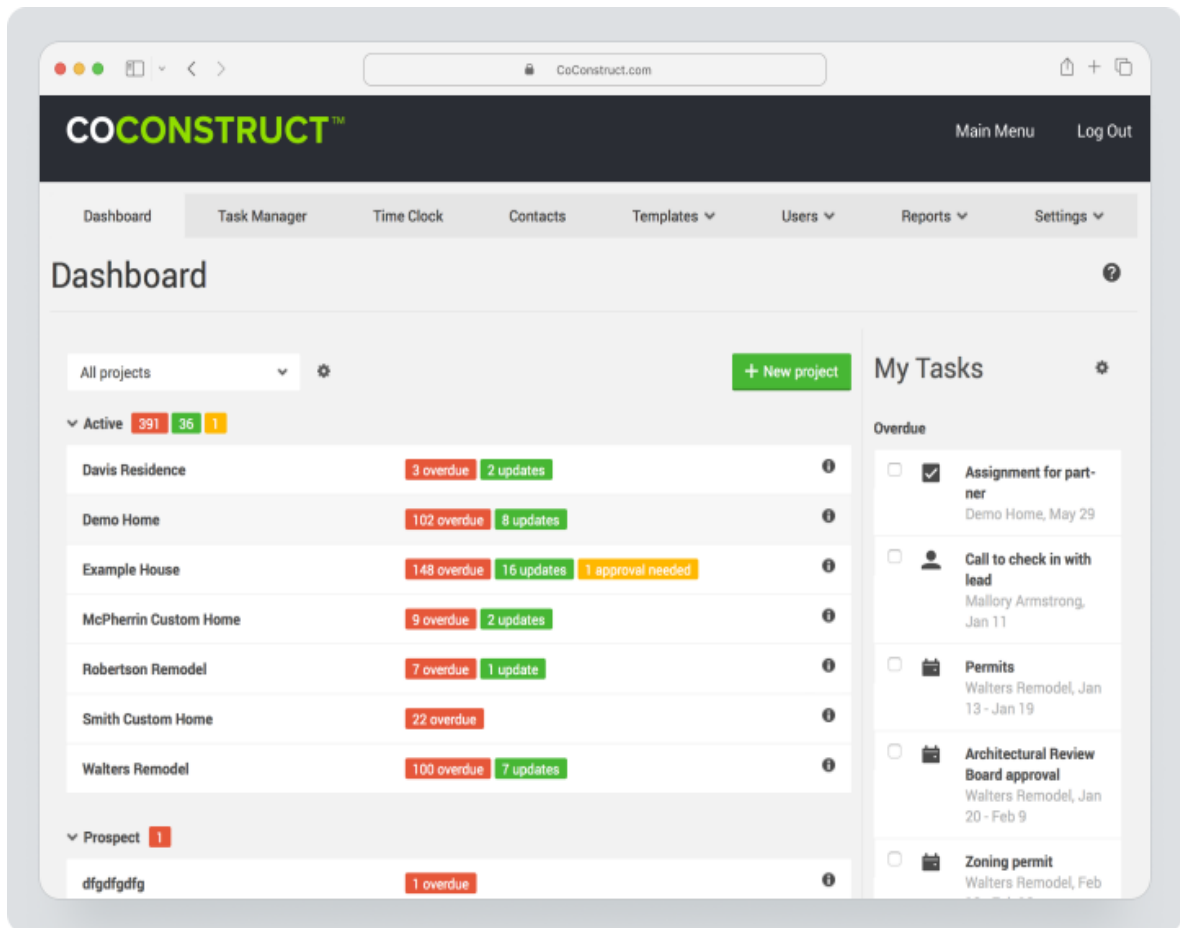 CoConstruct.com
COCONSTRUCT™
Main Menu Log Out
Dashboard Task Manager Time Clock Contacts Templates Users Reports Settings
Dashboard
All projects
+ New project
Active 391 36 1
Davis Residence 3 overdue 2 updates
Demo Home 102 overdue 8 updates
Example House 148 overdue 16 updates 1 approval needed
McPherrin Custom Home 9 overdue 2 updates
Robertson Remodel 7 overdue 1 update
Smith Custom Home 22 overdue
Walters Remodel 100 overdue 7 updates
Prospect 1
dfgdfgdfg 1 overdue
My Tasks
Overdue
Assignment for part-
ner
Demo Home, May 29
Call to check in with
lead
Mallory Armstrong,
Jan 11
Permits
Walters Remodel, Jan
13 - Jan 19
Architectural Review
Board approval
Walters Remodel, Jan
20 - Feb 9
Zoning permit
Walters Remodel, Feb